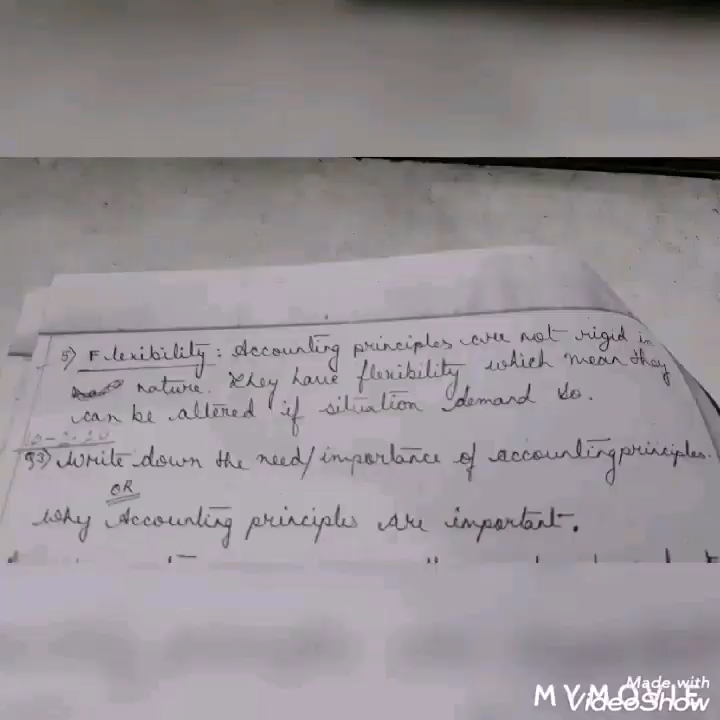 5) Flexibility: Accounting principles are not rigid in
nature. They have flexibility which mean they
can be altered if situation demand so.
Q3) Write down the need/importance of accounting principles.
OR
Why Accounting principles are important.
Made with
MYMOVIE
VideoShow